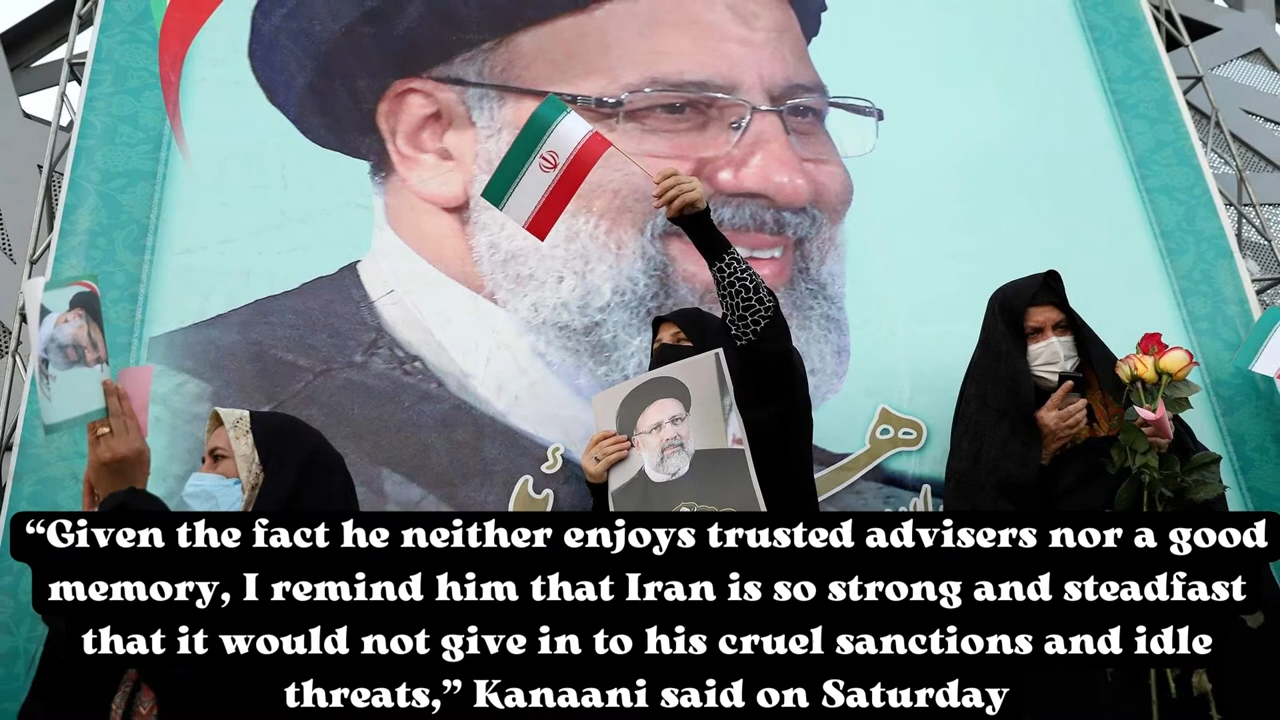 “Given the fact he neither enjoys trusted advisers nor a good
memory, I remind him that Iran is so strong and steadfast
that it would not give in to his cruel sanctions and idle
threats,” Kanaani said on Saturday